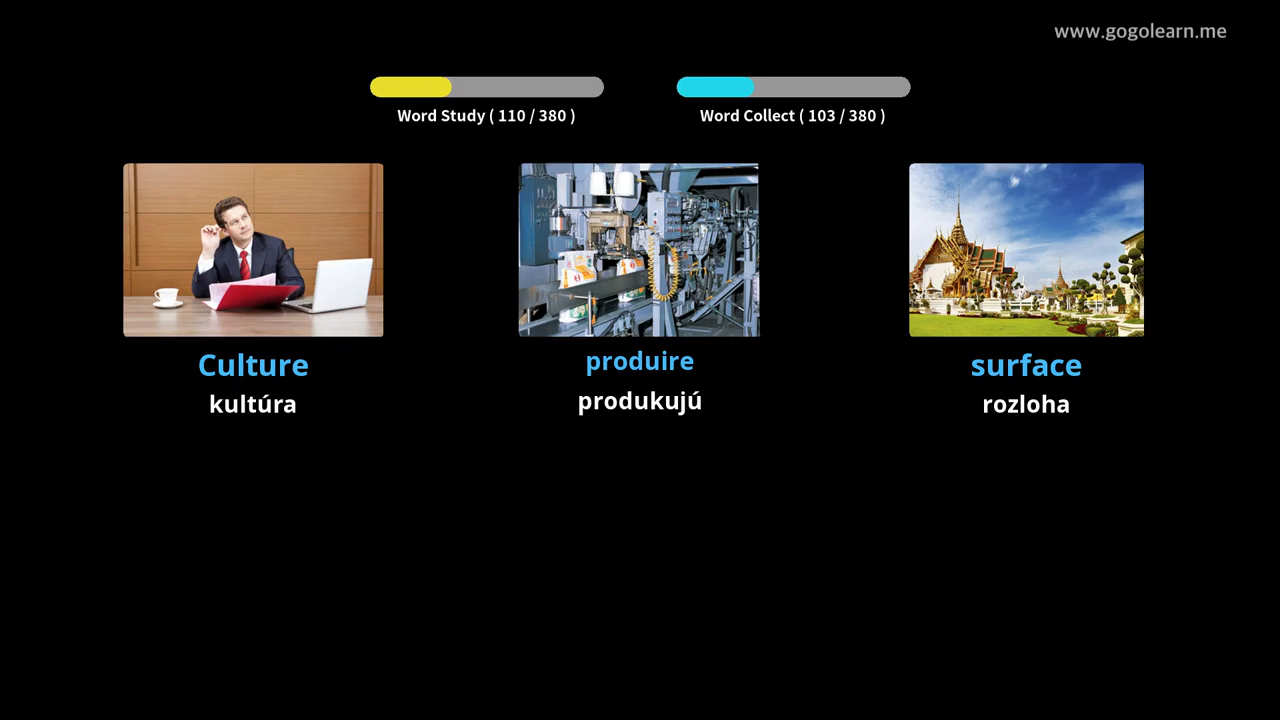 www.gogolearn.me
Word Study ( 110 / 380 )
Word Collect ( 103 / 380 )
Culture
kultúra
produire
produkujú
surface
rozloha